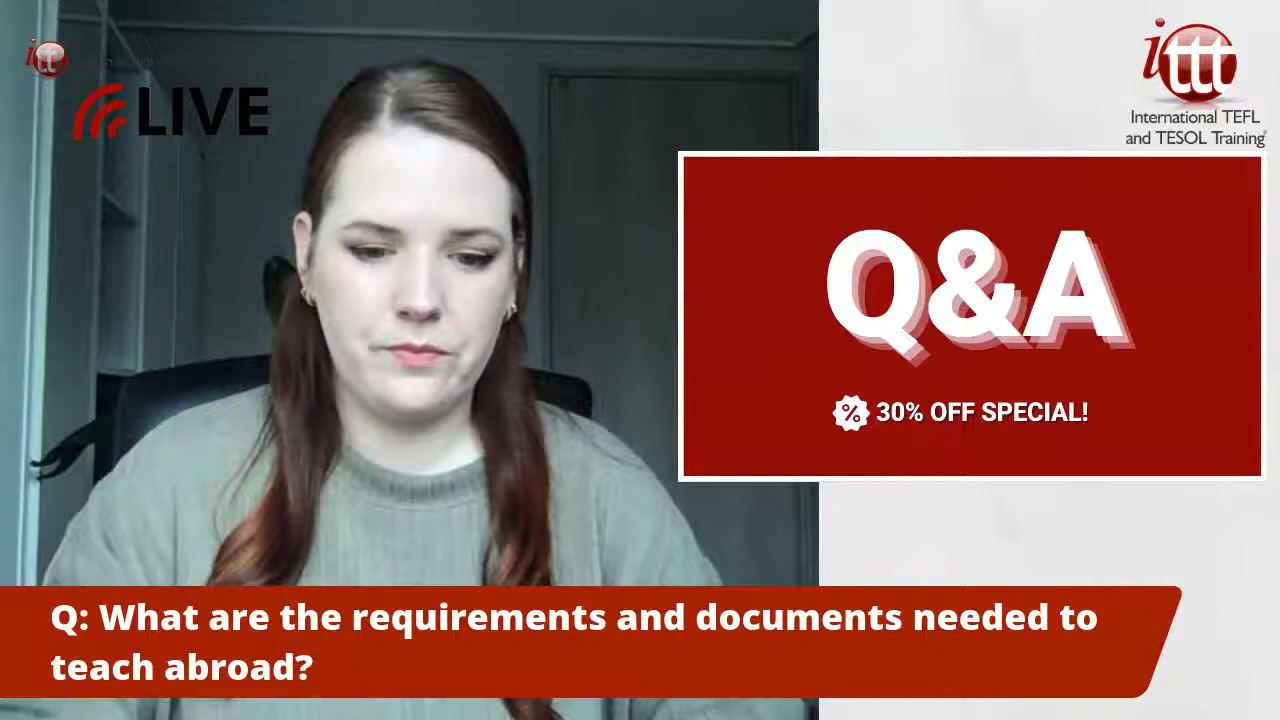 ittt
LIVE
ittt
International TEFL
and TESOL Training
Q&A
% 30% OFF SPECIAL!
Q: What are the requirements and documents needed to
teach abroad?